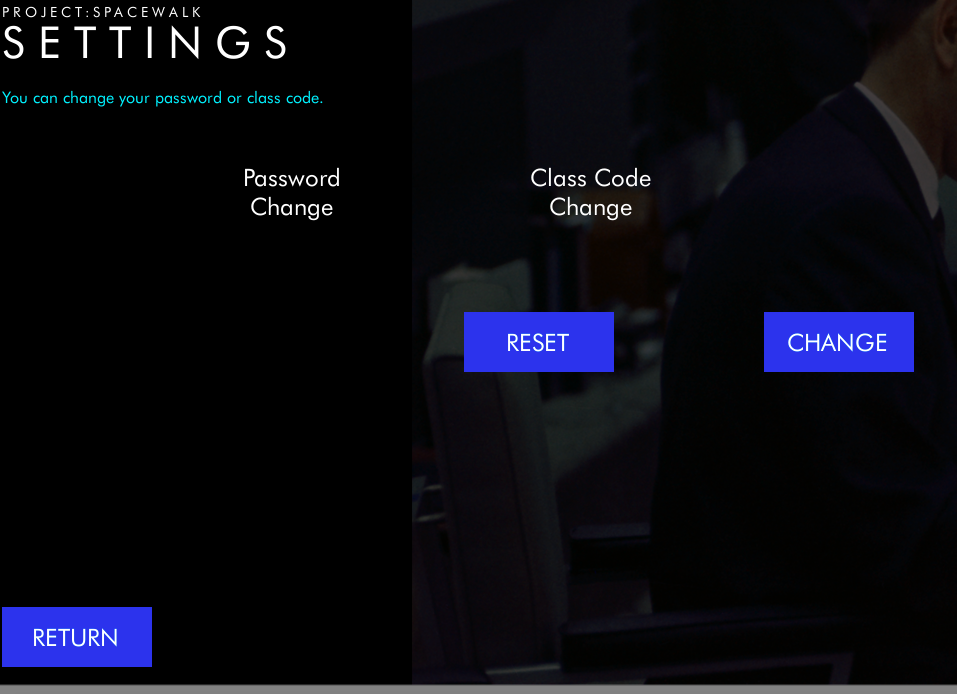 PROJECT:SPACEWALK
SETTINGS
You can change your password or class code.
Password
Change
Class Code
Change
RESET
CHANGE
RETURN